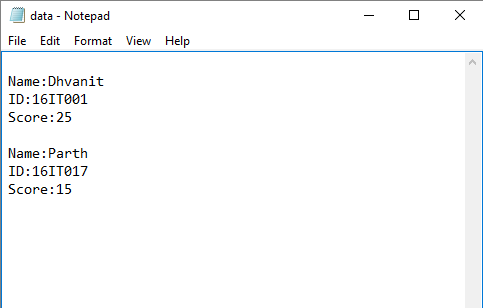 data - Notepad
File Edit Format View Help
Name:Dhvanit
ID:16IT001
Score:25
Name:Parth
ID:16IT017
Score:15